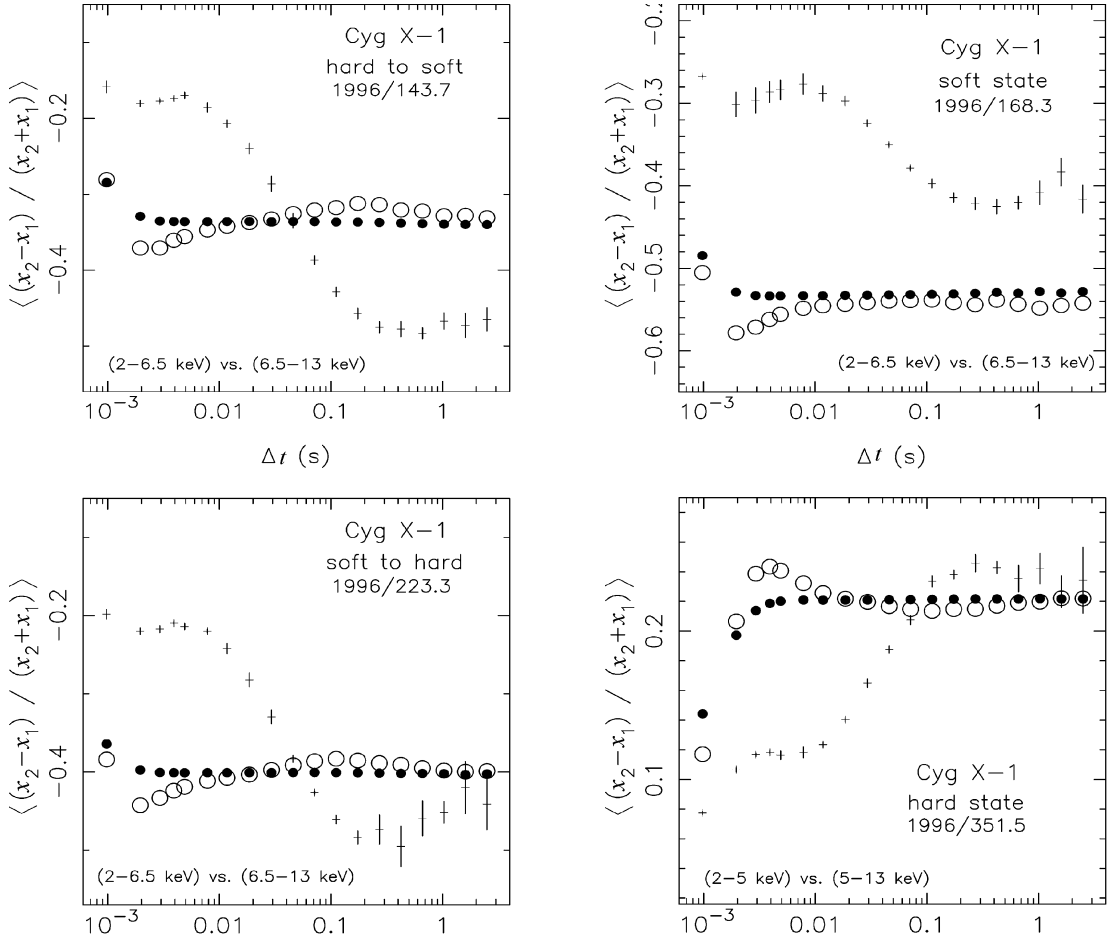 ⟨(x₂−x₁) / (x₂+x₁)⟩
−0.2
−0.4
Cyg X−1
hard to soft
1996/143.7
(2−6.5 keV) vs. (6.5−13 keV)
10⁻³ 0.01 0.1 1
Δt (s)
⟨(x₂−x₁) / (x₂+x₁)⟩
−0.3
−0.4
−0.5
−0.6
Cyg X−1
soft state
1996/168.3
(2−6.5 keV) vs. (6.5−13 keV)
10⁻³ 0.01 0.1 1
Δt (s)
⟨(x₂−x₁) / (x₂+x₁)⟩
−0.2
−0.4
Cyg X−1
soft to hard
1996/223.3
(2−6.5 keV) vs. (6.5−13 keV)
10⁻³ 0.01 0.1 1
⟨(x₂−x₁) / (x₂+x₁)⟩
0.2
0.1
Cyg X−1
hard state
1996/351.5
(2−5 keV) vs. (5−13 keV)
10⁻³ 0.01 0.1 1